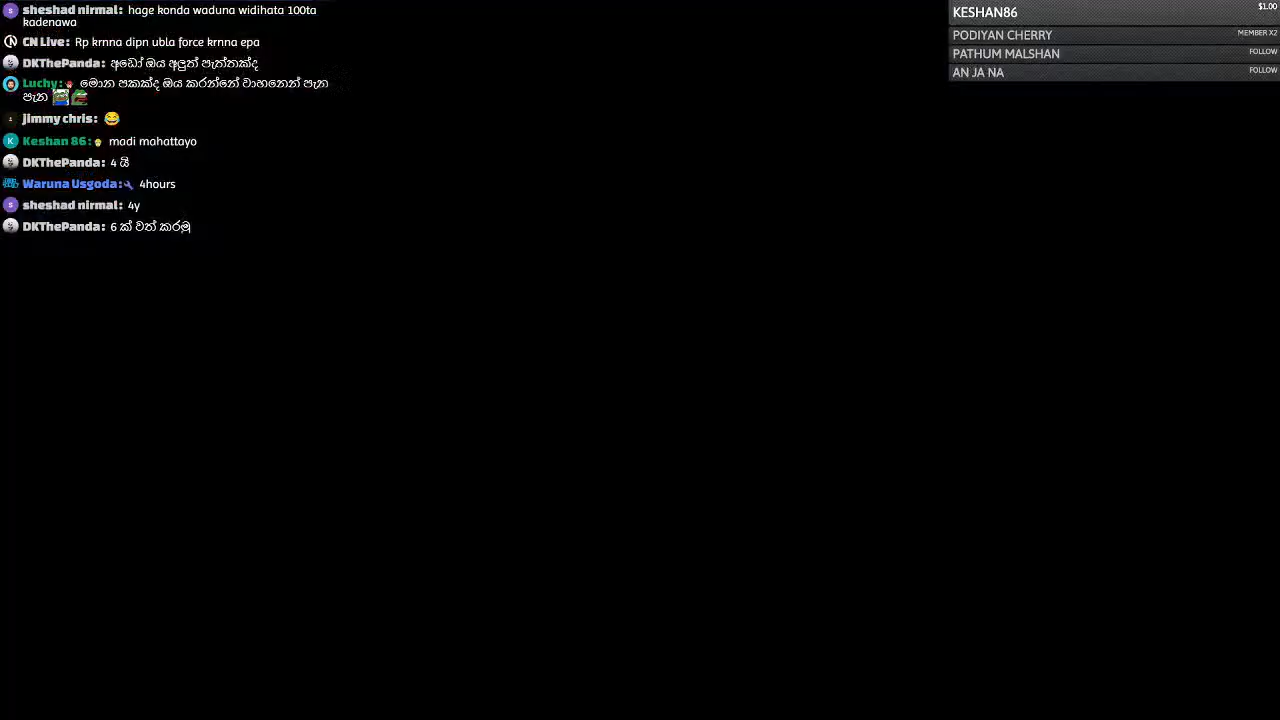 sheshad nirmal: hage konda waduna widihata 100ta
kadenawa
CN Live: Rp krnna dipn ubla force krnna epa
DKThePanda: අඩෝ ඔය අලුත් පැත්තක්ද
Luchy: මොන පකක්ද ඔය කරන්නේ වාහනෙන් පැන
පැන
jimmy chris: 😂
Keshan 86: madi mahattayo
DKThePanda: 4 යි
Waruna Usgoda: 4hours
sheshad nirmal: 4y
DKThePanda: 6 ක් වත් කරමු
KESHAN86 $1.00
PODIYAN CHERRY MEMBER X2
PATHUM MALSHAN FOLLOW
AN JA NA FOLLOW